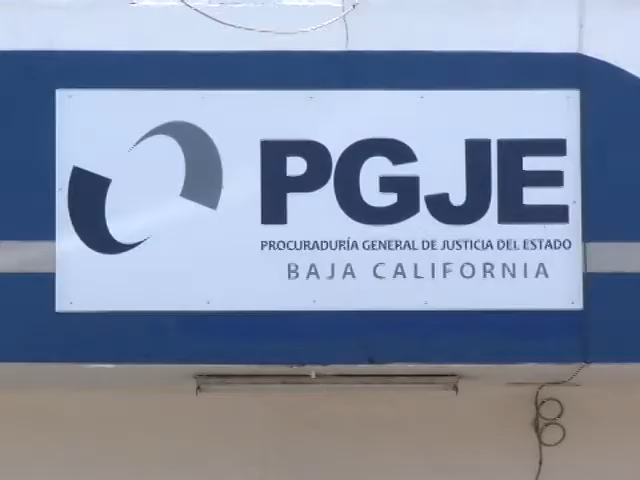 PGJE
PROCURADURÍA GENERAL DE JUSTICIA DEL ESTADO
BAJA CALIFORNIA